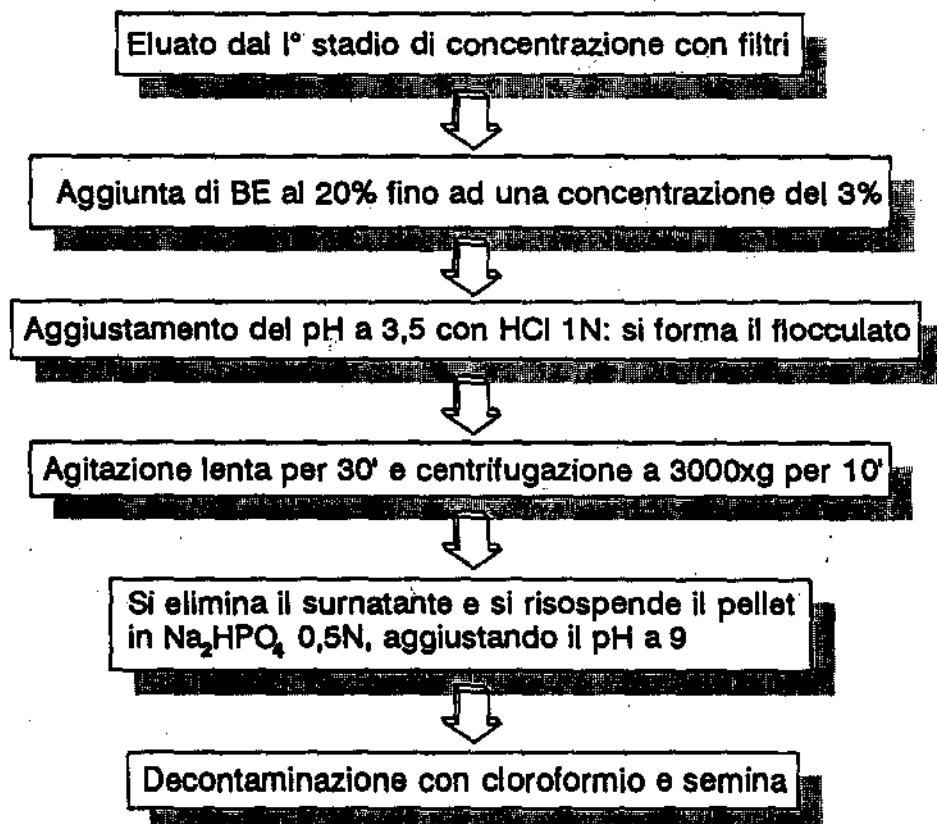 Eluato dal I° stadio di concentrazione con filtri
Aggiunta di BE al 20% fino ad una concentrazione del 3%
Aggiustamento del pH a 3,5 con HCl 1N: si forma il flocculato
Agitazione lenta per 30' e centrifugazione a 3000xg per 10'
Si elimina il surnatante e si risospende il pellet
in Na₂HPO₄ 0,5N, aggiustando il pH a 9
Decontaminazione con cloroformio e semina